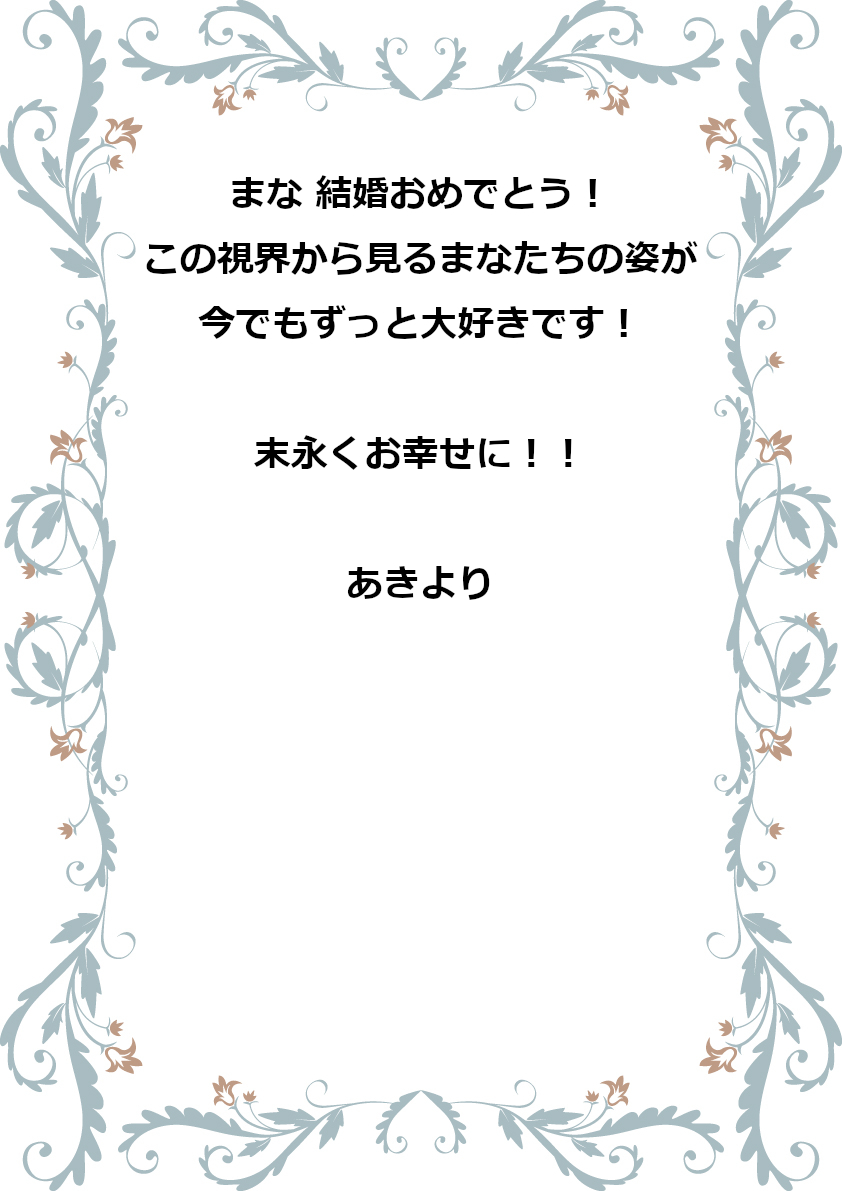 まな 結婚おめでとう！
この視界から見るまなたちの姿が
今でもずっと大好きです！
末永くお幸せに！！
あきより